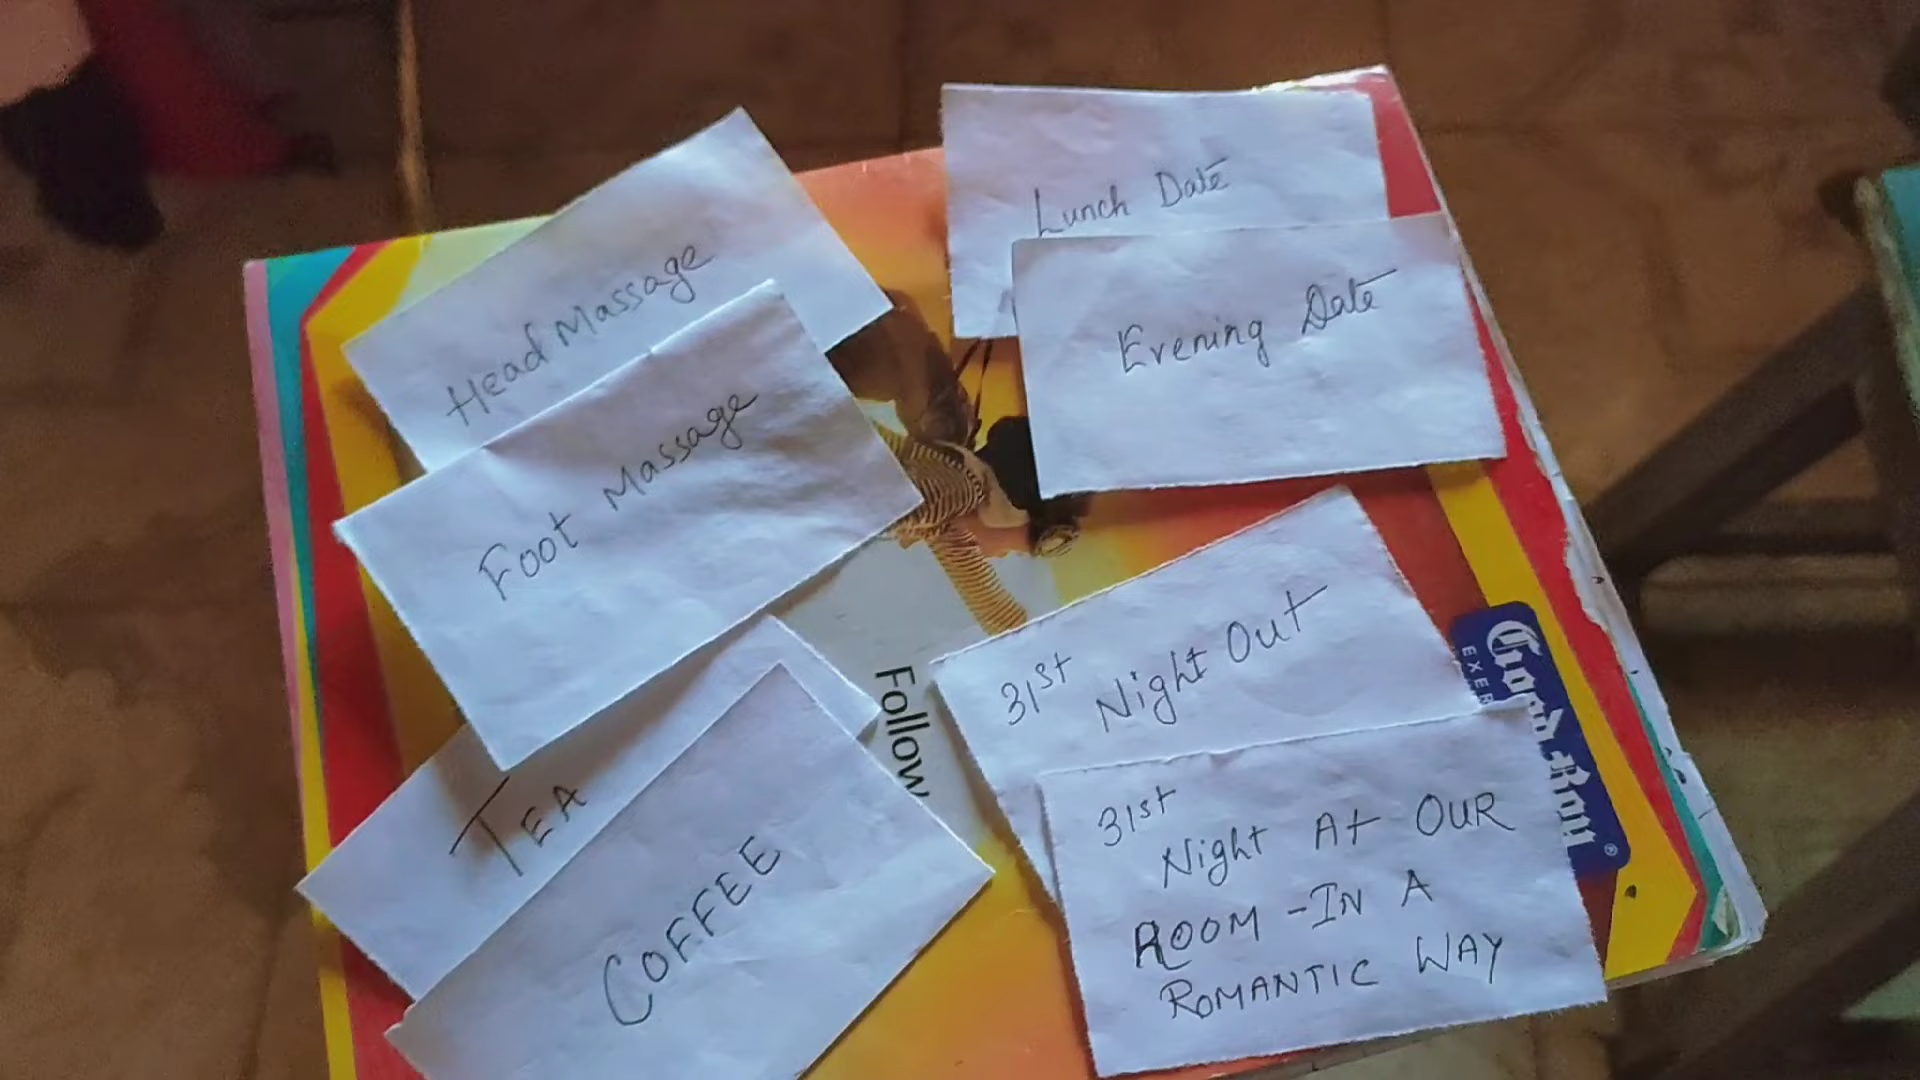 Head Massage
Foot Massage
TEA
COFFEE
Lunch Date
Evening Date
31st
Night Out
31st
Night At OUR
ROOM - IN A
ROMANTIC WAY
Follow